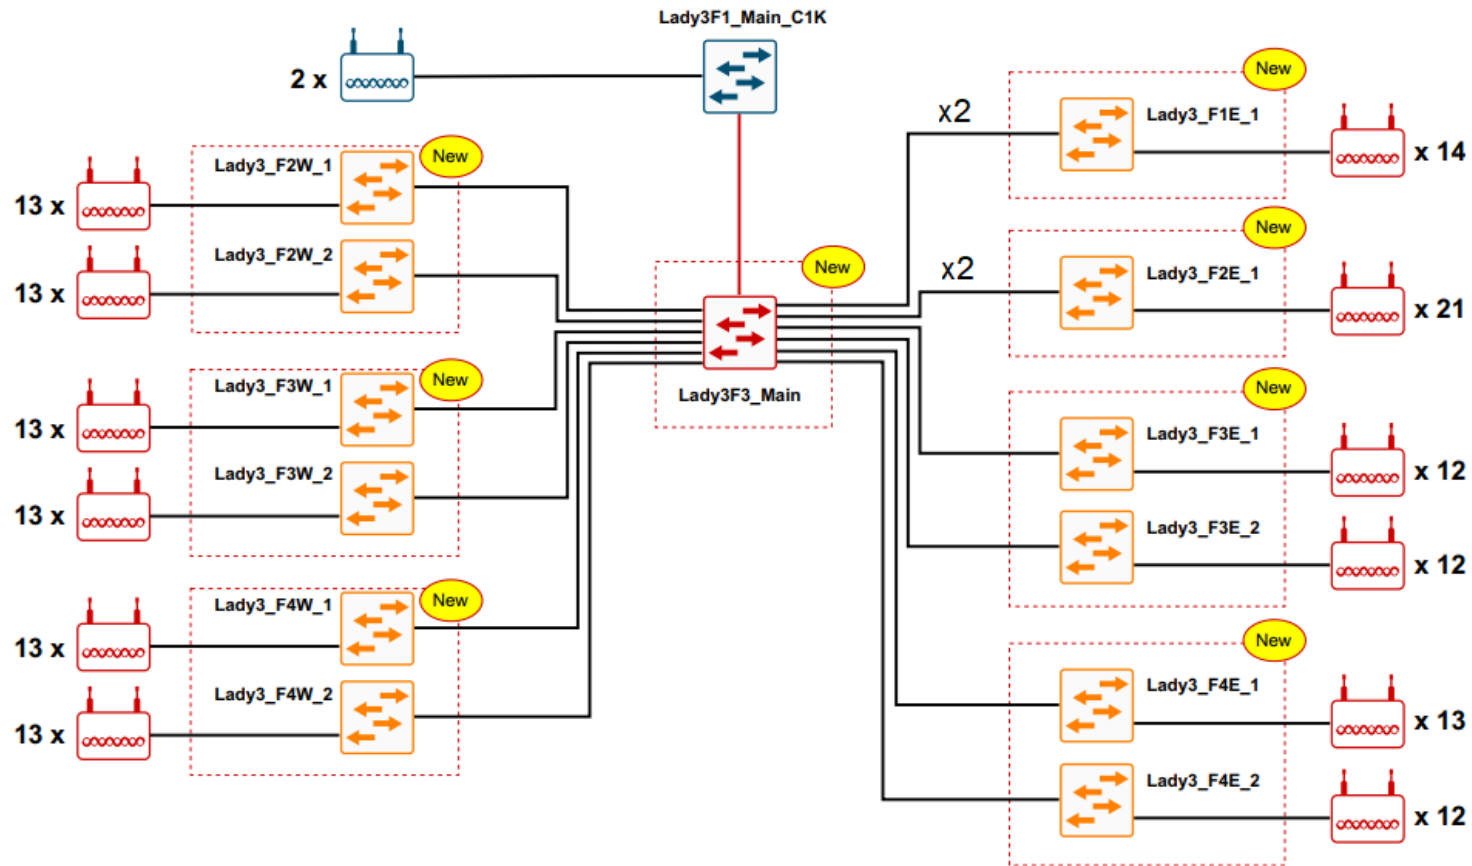 Lady3F1_Main_C1K
2 x
New
x2
Lady3_F1E_1
x 14
Lady3_F2W_1
New
13 x
Lady3_F2W_2
13 x
New
x2
Lady3_F2E_1
x 21
New
Lady3F3_Main
Lady3_F3W_1
New
13 x
Lady3_F3W_2
13 x
New
Lady3_F3E_1
x 12
Lady3_F3E_2
x 12
Lady3_F4W_1
New
13 x
Lady3_F4W_2
13 x
New
Lady3_F4E_1
x 13
Lady3_F4E_2
x 12